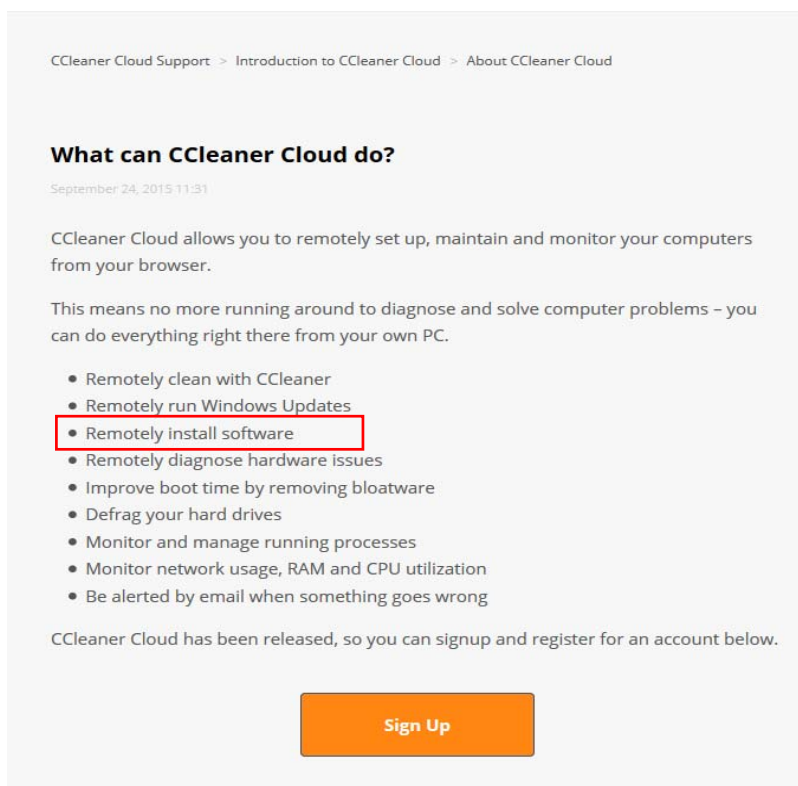 CCleaner Cloud Support > Introduction to CCleaner Cloud > About CCleaner Cloud
What can CCleaner Cloud do?
September 24, 2015 11:31
CCleaner Cloud allows you to remotely set up, maintain and monitor your computers
from your browser.
This means no more running around to diagnose and solve computer problems – you
can do everything right there from your own PC.
• Remotely clean with CCleaner
• Remotely run Windows Updates
• Remotely install software
• Remotely diagnose hardware issues
• Improve boot time by removing bloatware
• Defrag your hard drives
• Monitor and manage running processes
• Monitor network usage, RAM and CPU utilization
• Be alerted by email when something goes wrong
CCleaner Cloud has been released, so you can signup and register for an account below.
Sign Up